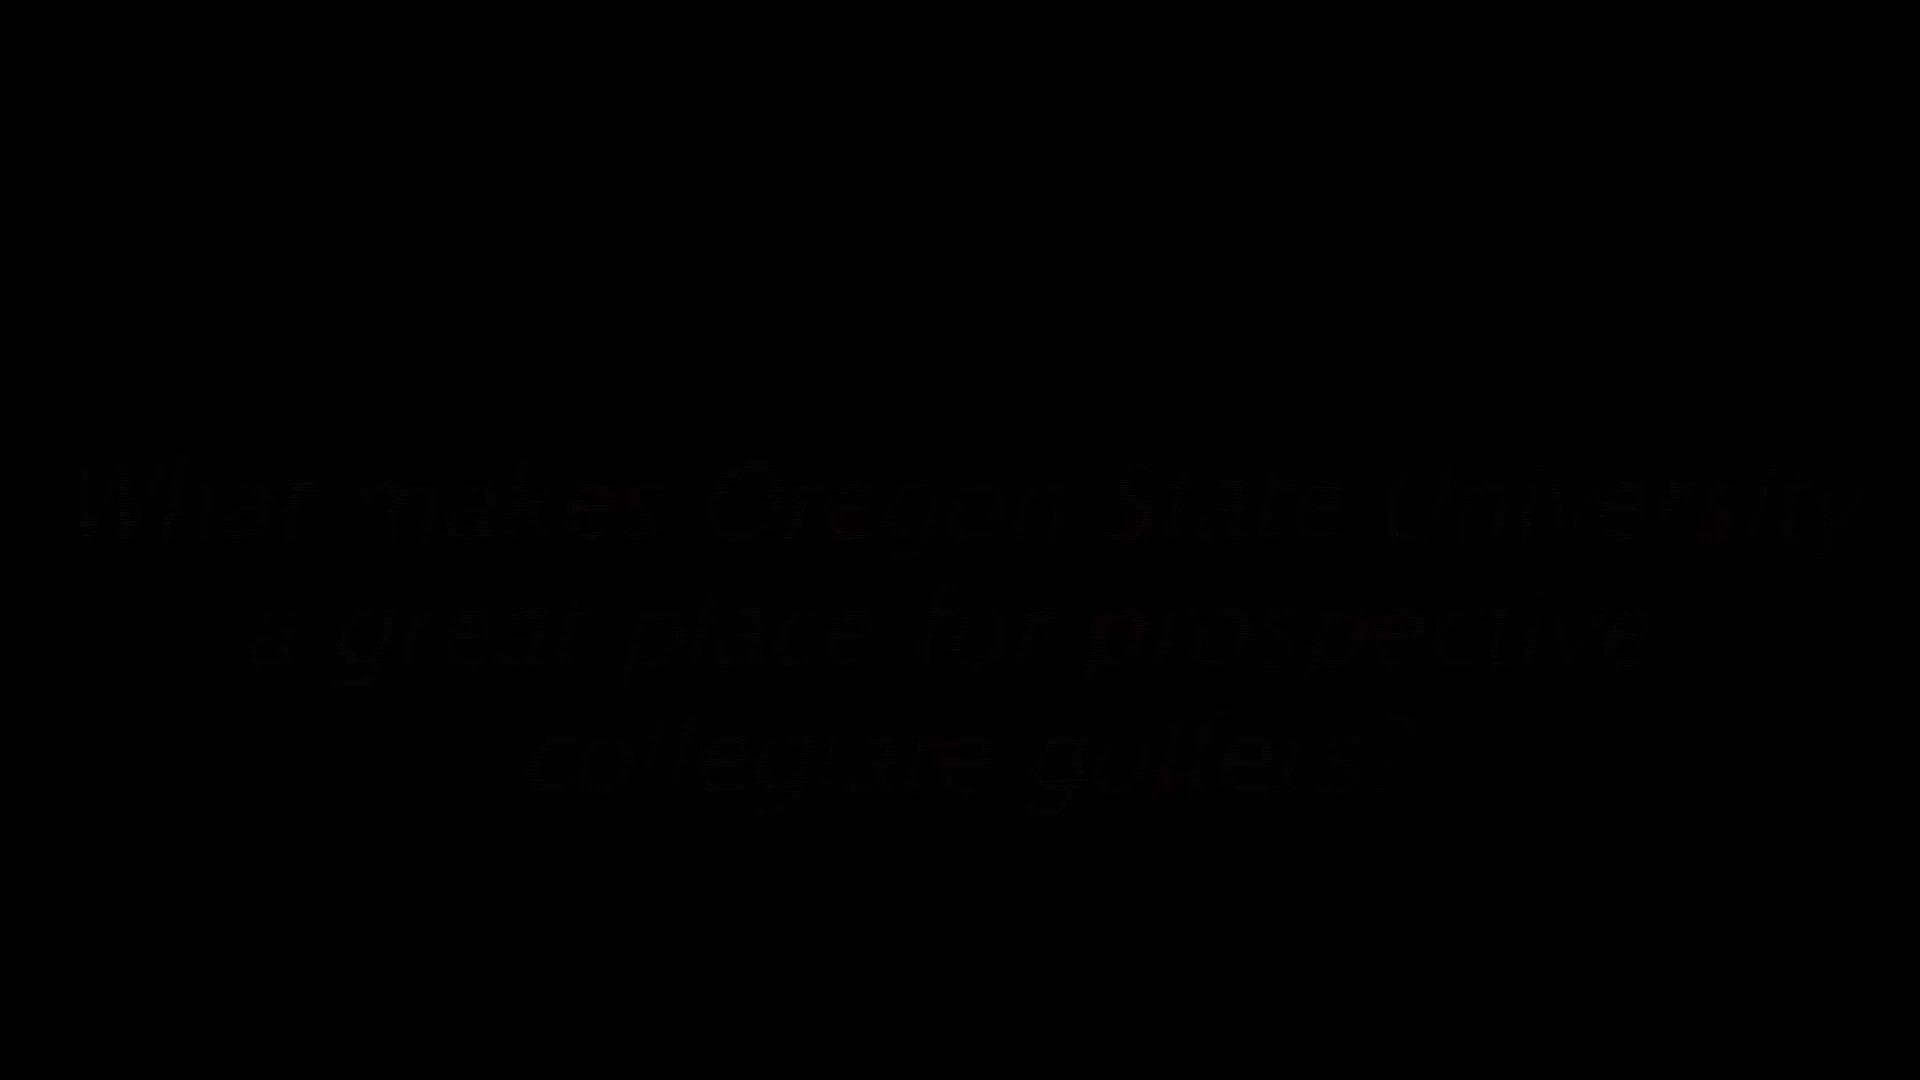 What makes Oregon State University
a great place for prospective
collegiate golfers?